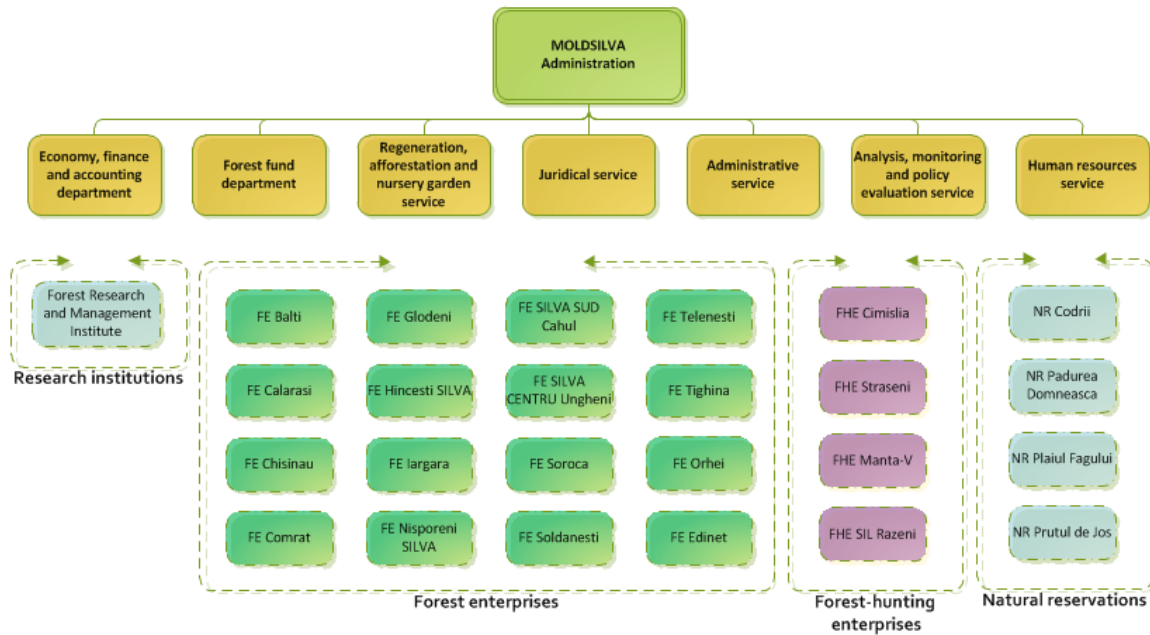 MOLDSILVA
Administration
Economy, finance
and accounting
department
Forest fund
department
Regeneration,
afforestation and
nursery garden
service
Juridical service
Administrative
service
Analysis, monitoring
and policy
evaluation service
Human resources
service
Forest Research
and Management
Institute
Research institutions
FE Balti
FE Glodeni
FE SILVA SUD
Cahul
FE Telenesti
FE Calarasi
FE Hincesti SILVA
FE SILVA
CENTRU Ungheni
FE Tighina
FE Chisinau
FE Iargara
FE Soroca
FE Orhei
FE Comrat
FE Nisporeni
SILVA
FE Soldanesti
FE Edinet
Forest enterprises
FHE Cimislia
FHE Straseni
FHE Manta-V
FHE SIL Razeni
Forest-hunting
enterprises
NR Codrii
NR Padurea
Domneasca
NR Plaiul Fagului
NR Prutul de Jos
Natural reservations